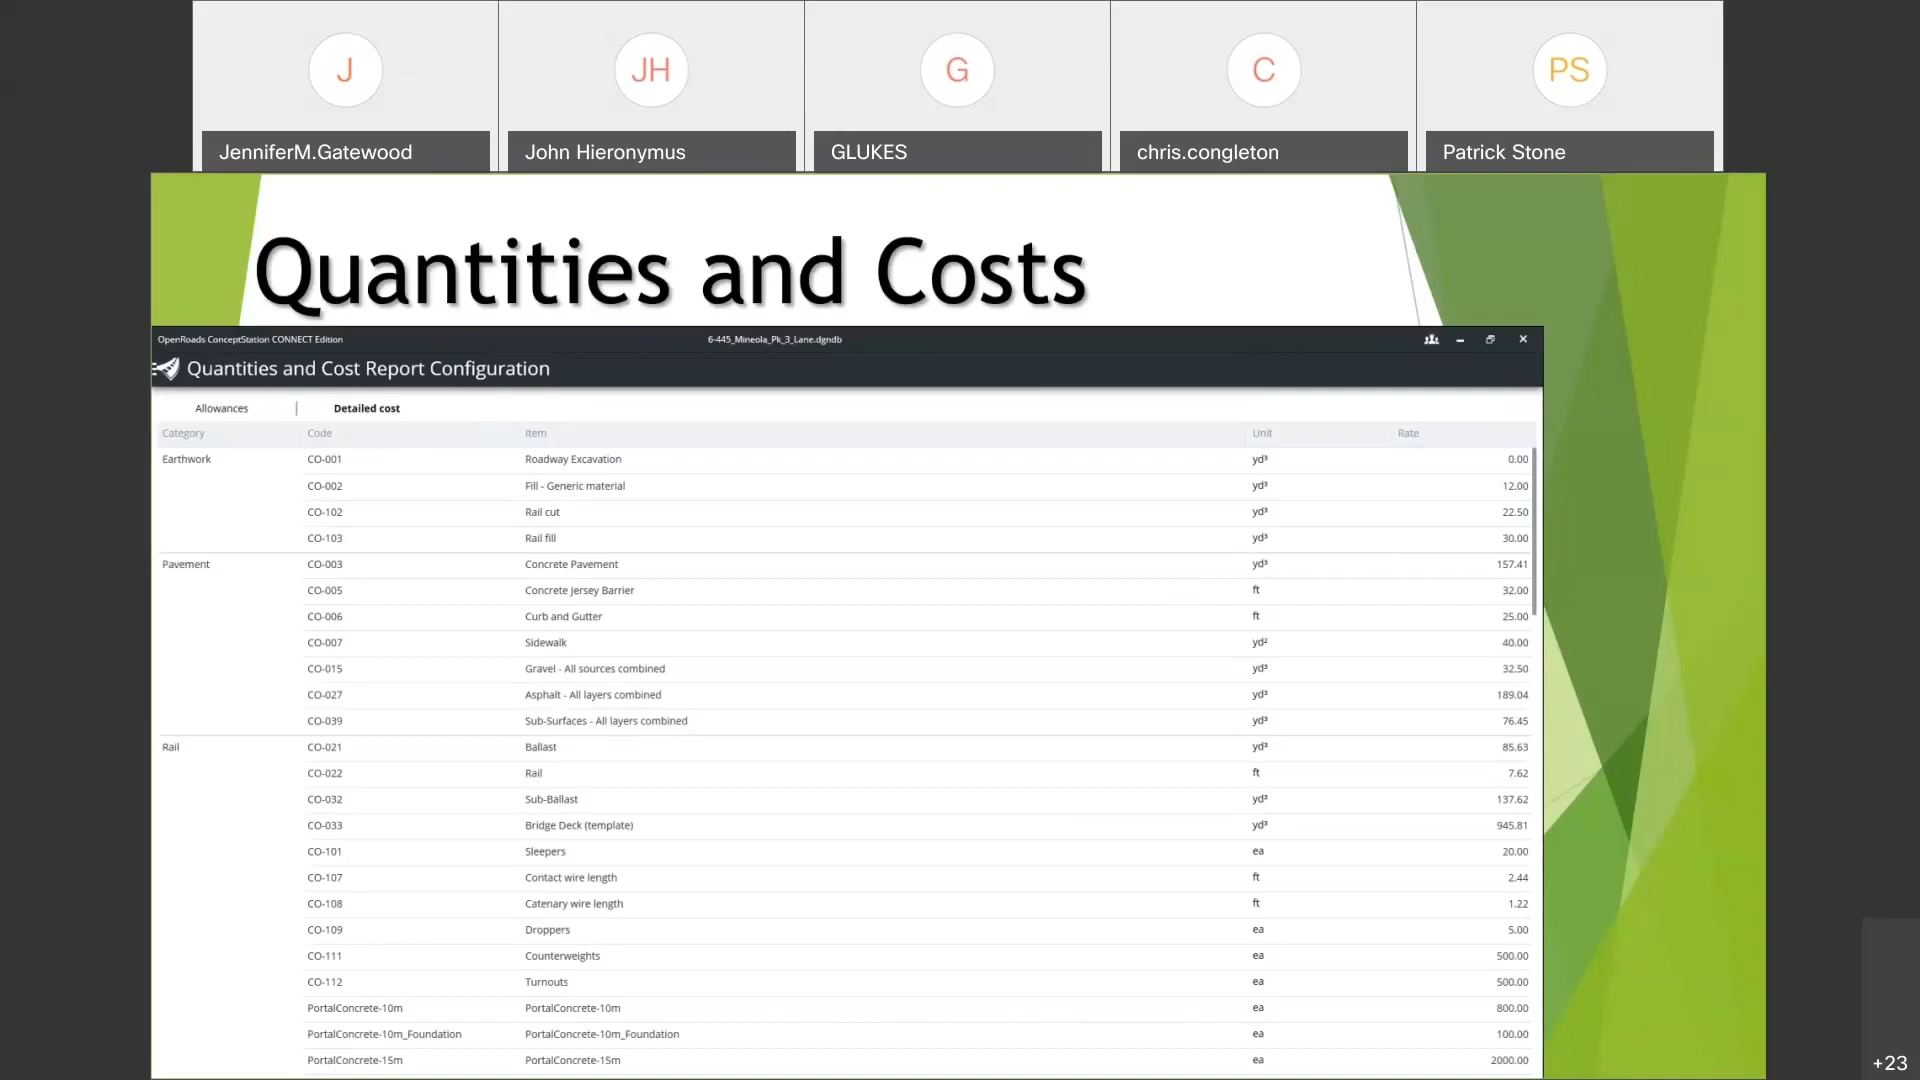 J
JH
G
C
PS
JenniferM.Gatewood
John Hieronymus
GLUKES
chris.congleton
Patrick Stone
Quantities and Costs
OpenRoads ConceptStation CONNECT Edition 6-445_Mineola_Pk_3_Lane.dgndb
Quantities and Cost Report Configuration
Allowances | Detailed cost
Category Code Item Unit Rate
Earthwork CO-001 Roadway Excavation yd³ 0.00
CO-002 Fill - Generic material yd³ 12.00
CO-102 Rail cut yd³ 22.50
CO-103 Rail fill yd³ 30.00
Pavement CO-003 Concrete Pavement yd³ 157.41
CO-005 Concrete Jersey Barrier ft 32.00
CO-006 Curb and Gutter ft 25.00
CO-007 Sidewalk yd² 40.00
CO-015 Gravel - All sources combined yd³ 32.50
CO-027 Asphalt - All layers combined yd³ 189.04
CO-039 Sub-Surfaces - All layers combined yd³ 76.45
Rail CO-021 Ballast yd³ 85.63
CO-022 Rail ft 7.62
CO-032 Sub-Ballast yd³ 137.62
CO-033 Bridge Deck (template) yd³ 945.81
CO-101 Sleepers ea 20.00
CO-107 Contact wire length ft 2.44
CO-108 Catenary wire length ft 1.22
CO-109 Droppers ea 5.00
CO-111 Counterweights ea 500.00
CO-112 Turnouts ea 500.00
PortalConcrete-10m PortalConcrete-10m ea 800.00
PortalConcrete-10m_Foundation PortalConcrete-10m_Foundation ea 100.00
PortalConcrete-15m PortalConcrete-15m ea 2000.00
+23